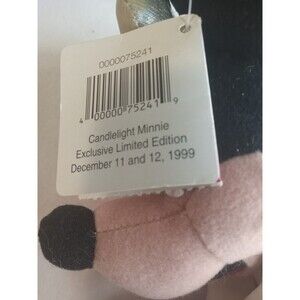 0000075241
4 00000 75241 9
Candlelight Minnie
Exclusive Limited Edition
December 11 and 12, 1999